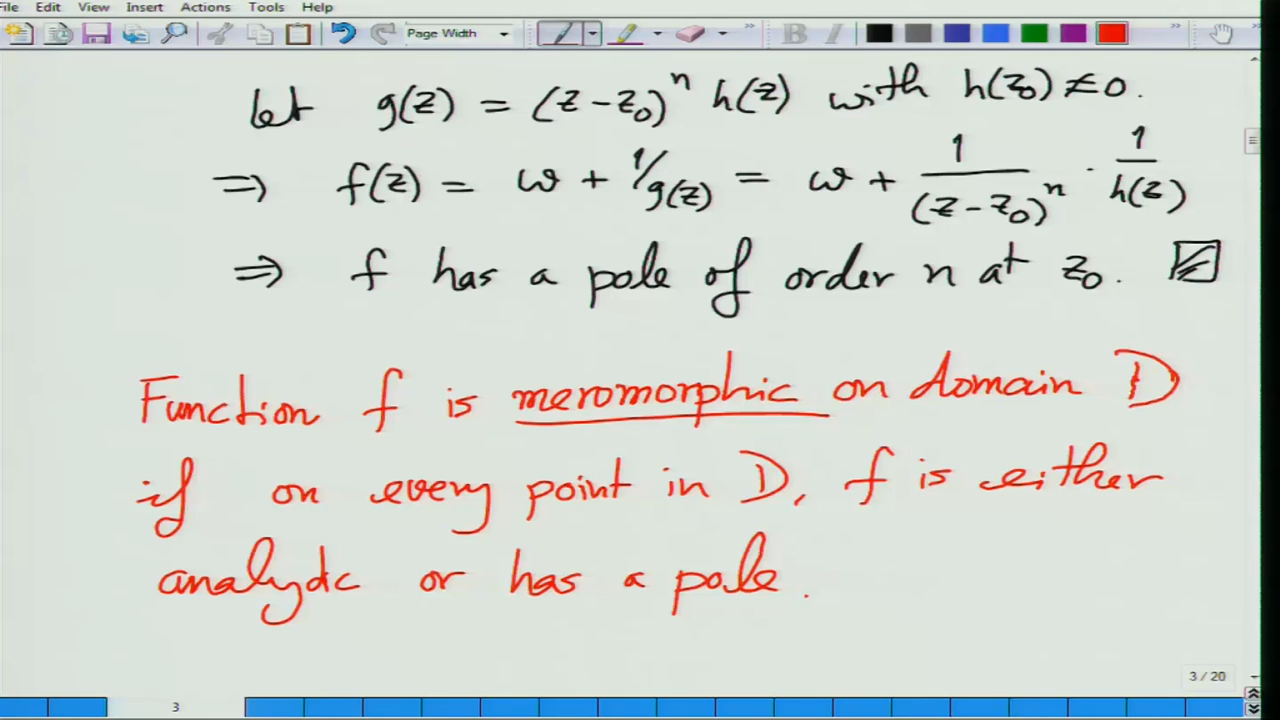 File Edit View Insert Actions Tools Help
Page Width
let g(z) = (z-z₀)ⁿ h(z) with h(z₀) ≠ 0.
⇒ f(z) = w + 1/g(z) = w + 1/(z-z₀)ⁿ · 1/h(z)
⇒ f has a pole of order n at z₀.
Function f is meromorphic on domain D
if on every point in D, f is either
analytic or has a pole.
3 / 20
3